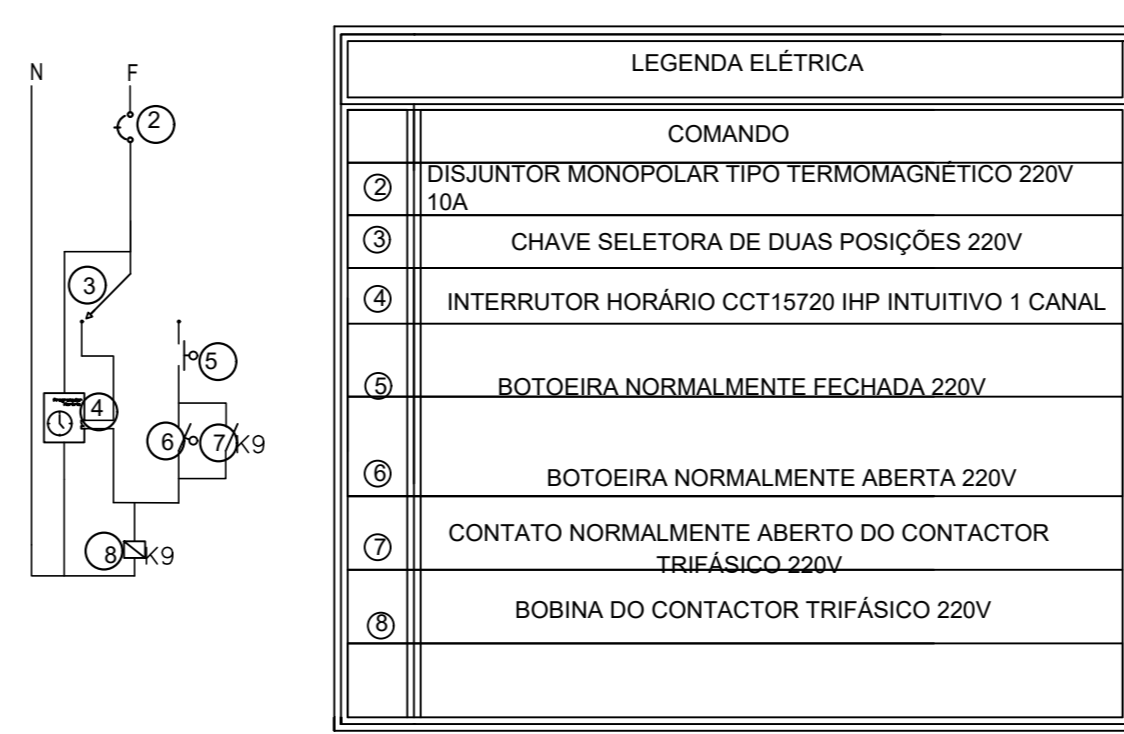 N F
2
3
4
5
6
7 K9
8 K9
LEGENDA ELÉTRICA
COMANDO
2 DISJUNTOR MONOPOLAR TIPO TERMOMAGNÉTICO 220V
10A
3 CHAVE SELETORA DE DUAS POSIÇÕES 220V
4 INTERRUTOR HORÁRIO CCT15720 IHP INTUITIVO 1 CANAL
5 BOTOEIRA NORMALMENTE FECHADA 220V
6 BOTOEIRA NORMALMENTE ABERTA 220V
7 CONTATO NORMALMENTE ABERTO DO CONTACTOR
TRIFÁSICO 220V
8 BOBINA DO CONTACTOR TRIFÁSICO 220V